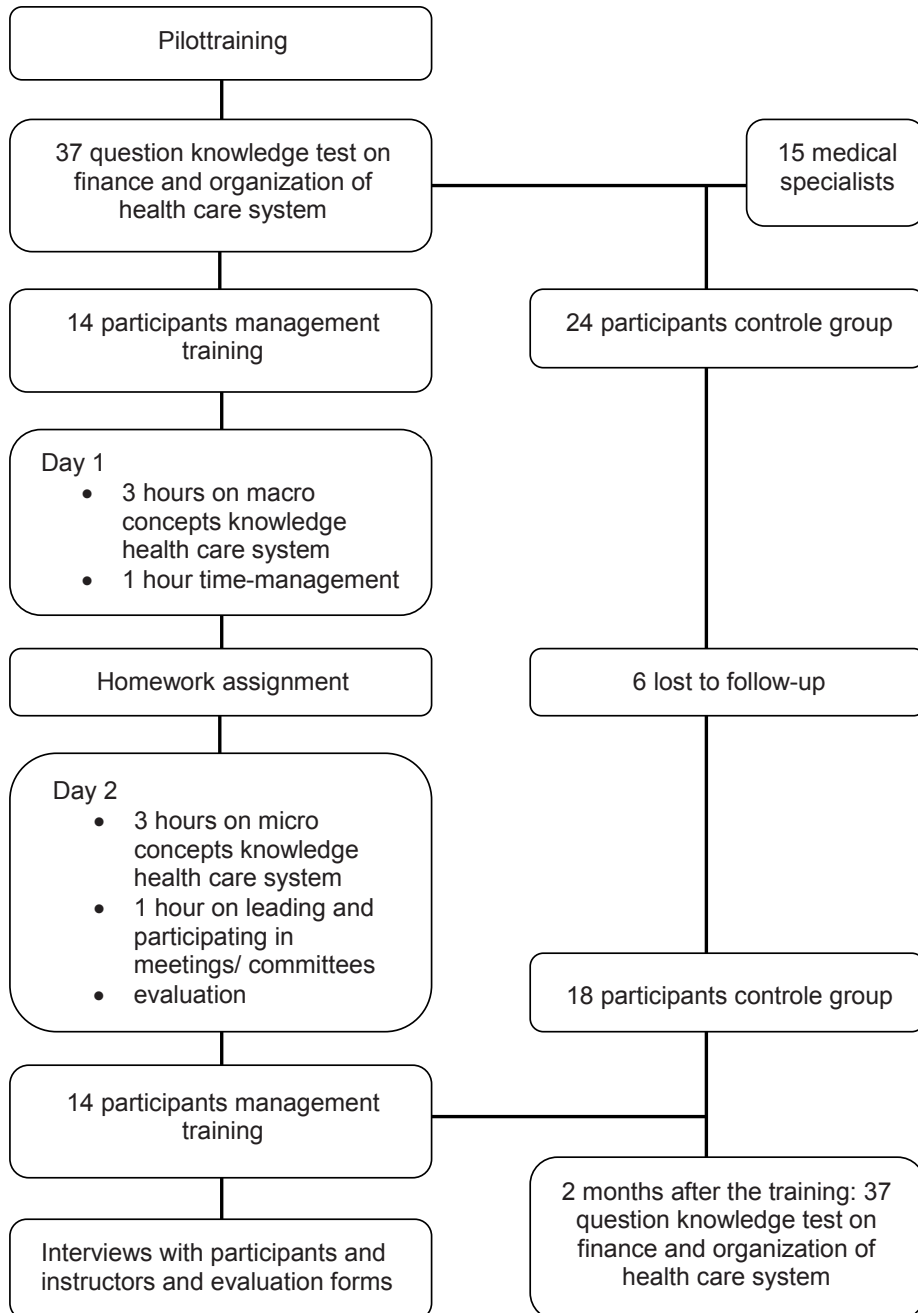 Pilottraining
37 question knowledge test on
finance and organization of
health care system
15 medical
specialists
14 participants management
training
24 participants controle group
Day 1
• 3 hours on macro
concepts knowledge
health care system
• 1 hour time-management
Homework assignment
6 lost to follow-up
Day 2
• 3 hours on micro
concepts knowledge
health care system
• 1 hour on leading and
participating in
meetings/ committees
• evaluation
18 participants controle group
14 participants management
training
2 months after the training: 37
question knowledge test on
finance and organization of
health care system
Interviews with participants and
instructors and evaluation forms